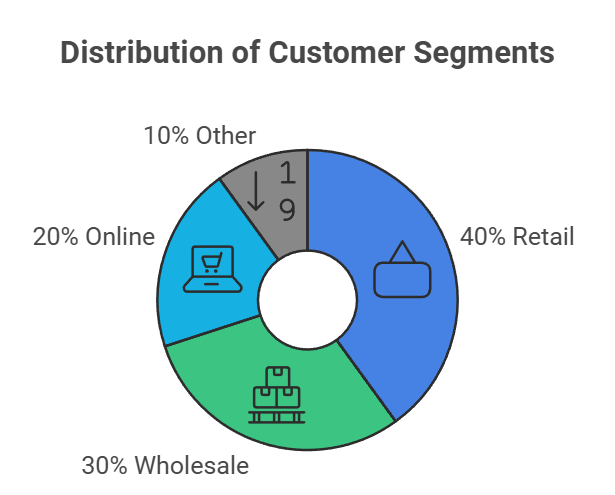 Distribution of Customer Segments
10% Other
1
9
20% Online
40% Retail
30% Wholesale